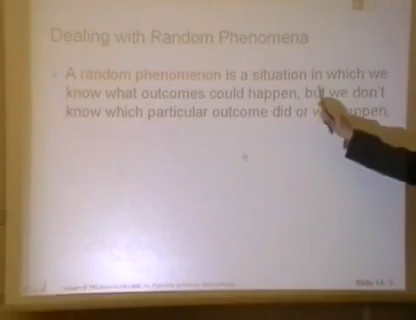 Dealing with Random Phenomena
A random phenomenon is a situation in which we
know what outcomes could happen, but we don't
know which particular outcome did or happen.